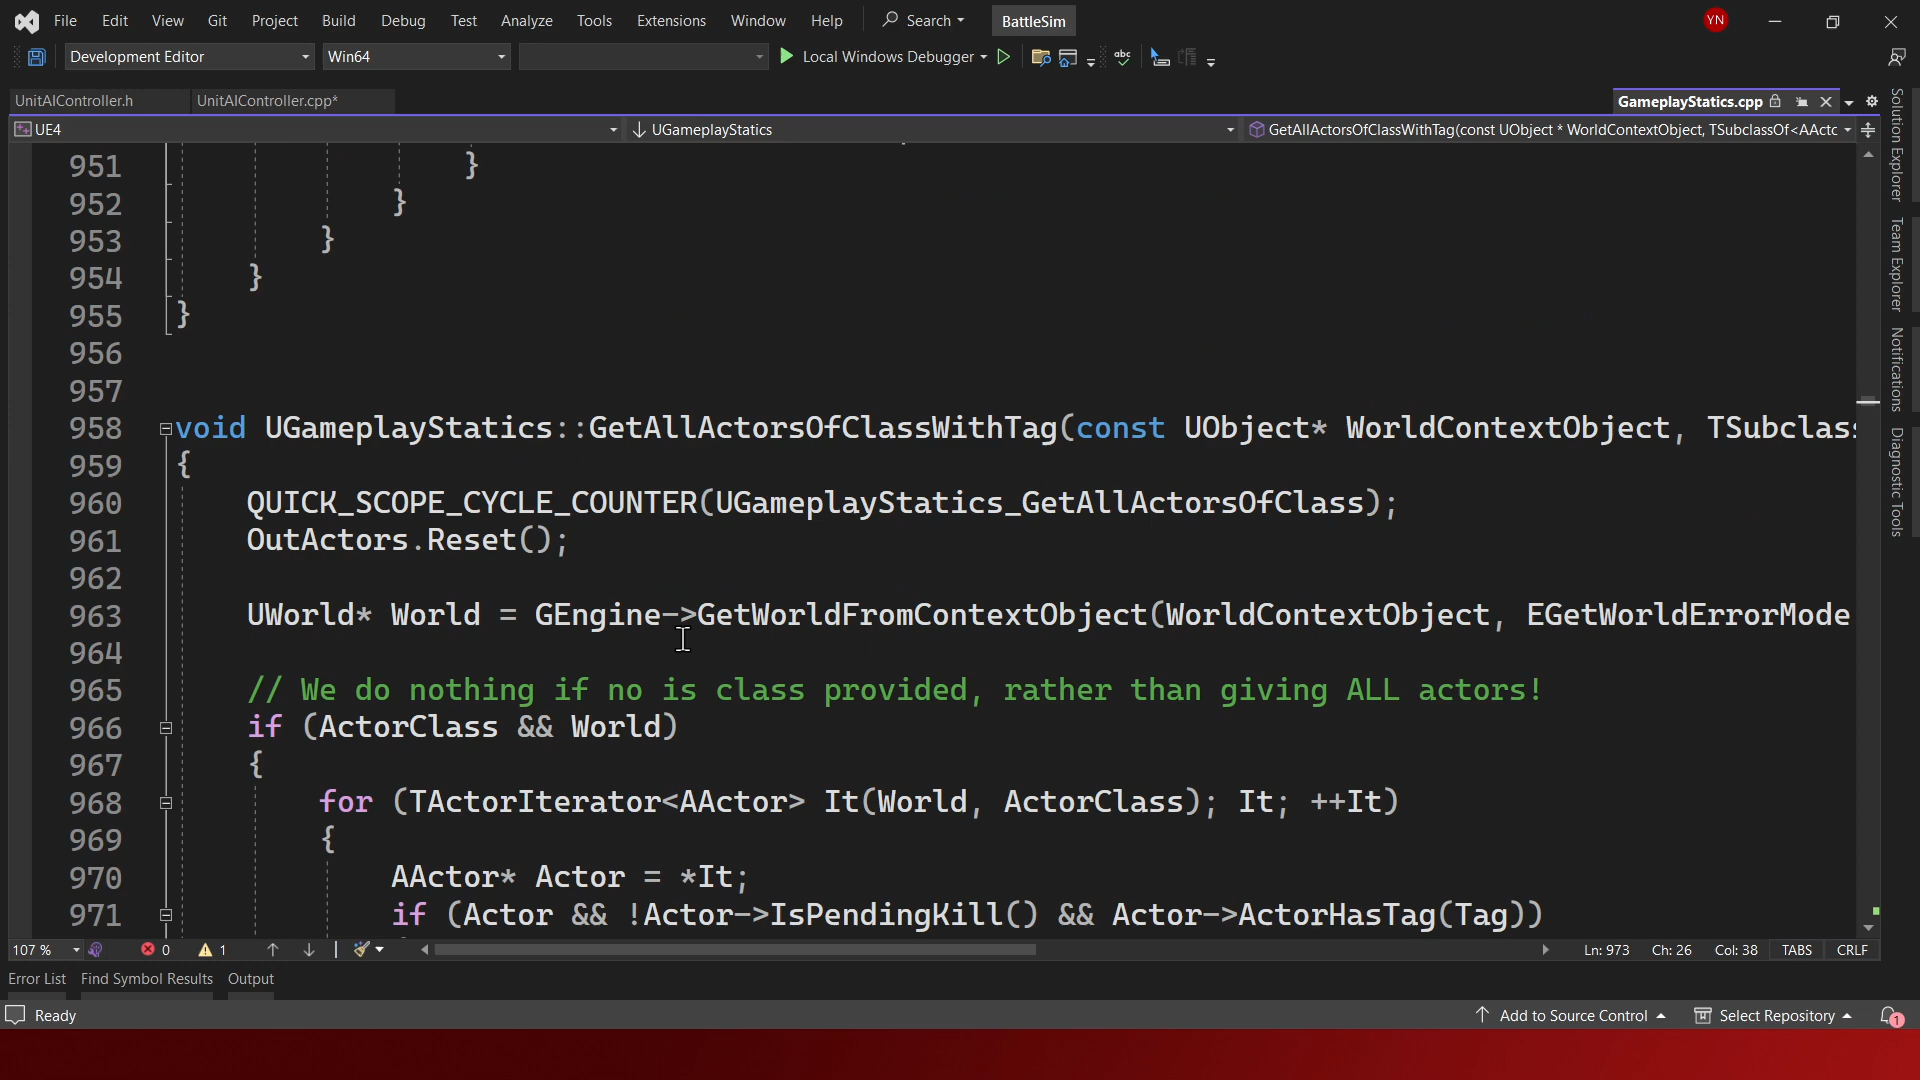 File Edit View Git Project Build Debug Test Analyze Tools Extensions Window Help Search BattleSim YN
Development Editor Win64 Local Windows Debugger abc
UnitAIController.h UnitAIController.cpp* GameplayStatics.cpp
UE4 UGameplayStatics GetAllActorsOfClassWithTag(const UObject * WorldContextObject, TSubclassOf<AActc
951 }
952 }
953 }
954 }
955 }
956
957
958 void UGameplayStatics::GetAllActorsOfClassWithTag(const UObject* WorldContextObject, TSubclass
959 {
960 QUICK_SCOPE_CYCLE_COUNTER(UGameplayStatics_GetAllActorsOfClass);
961 OutActors.Reset();
962
963 UWorld* World = GEngine->GetWorldFromContextObject(WorldContextObject, EGetWorldErrorMode
964
965 // We do nothing if no is class provided, rather than giving ALL actors!
966 if (ActorClass && World)
967 {
968 for (TActorIterator<AActor> It(World, ActorClass); It; ++It)
969 {
970 AActor* Actor = *It;
971 if (Actor && !Actor->IsPendingKill() && Actor->ActorHasTag(Tag))
107 % 0 1 Ln: 973 Ch: 26 Col: 38 TABS CRLF
Error List Find Symbol Results Output
Ready Add to Source Control Select Repository 1
Solution Explorer
Team Explorer
Notifications
Diagnostic Tools